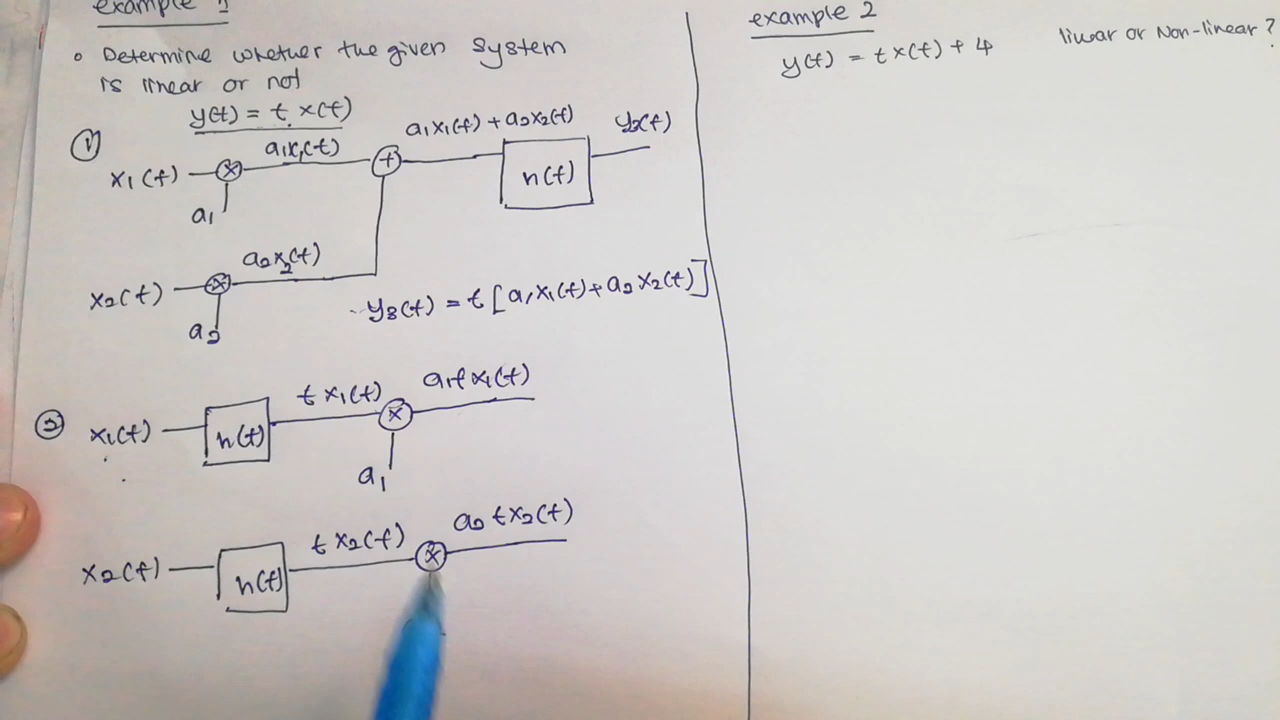 example 1
∘ Determine whether the given system
is linear or not
y(t) = t. x(t)
①
x1(t)
a1
a1x1(t)
+
a1x1(t) + a2x2(t)
h(t)
y3(t)
x2(t)
a2
a2x2(t)
y3(t) = t [a1x1(t) + a2x2(t)]
②
x1(t)
h(t)
t x1(t)
×
a1
a1t x1(t)
x2(t)
h(t)
t x2(t)
×
a2 t x2(t)
example 2
y(t) = t x(t) + 4
linear or Non-linear ?